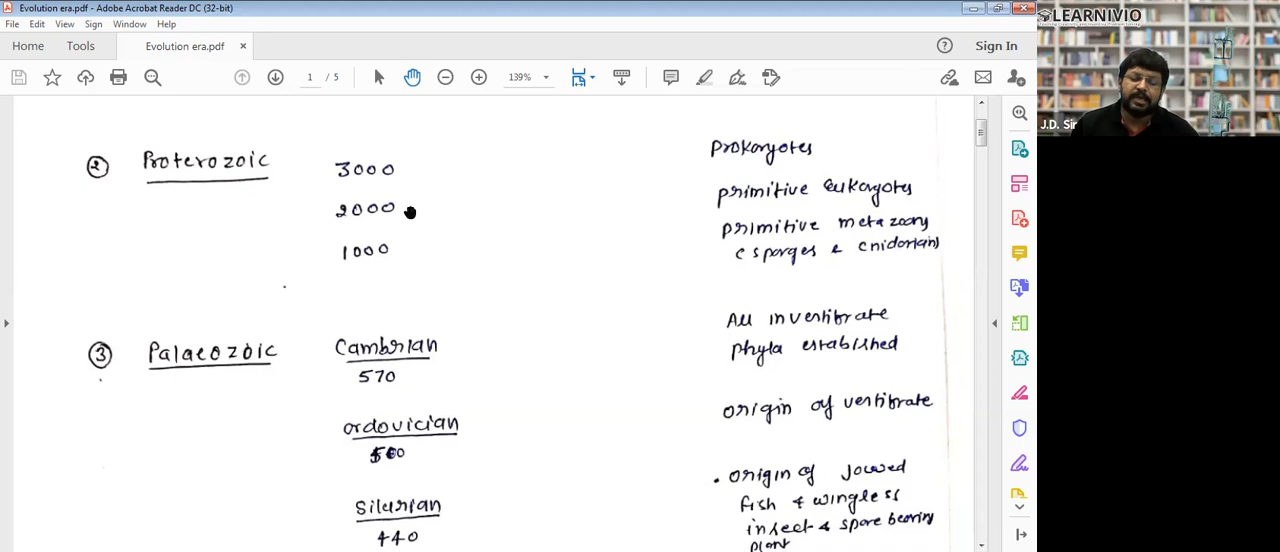 Evolution era.pdf - Adobe Acrobat Reader DC (32-bit)
File Edit View Sign Window Help
Home Tools Evolution era.pdf × Sign In
1 / 5 139%
LEARNIVIO
J.D. Sir
② Proterozoic 3000 Prokaryotes
2000 primitive eukaryotes
1000 primitive metazoans
( sponges & cnidarians
③ Palaeozoic Cambrian All invertibrate
570 phyla established
ordovician origin of vertibrate
500
Silurian • origin of jawed
440 fish & wingless
insect & spore bearing
plant